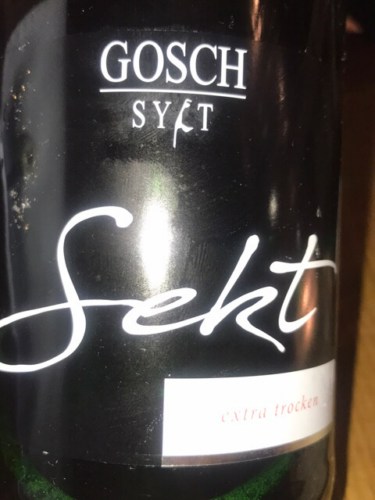 GOSCH
SYLT
Sekt
extra trocken